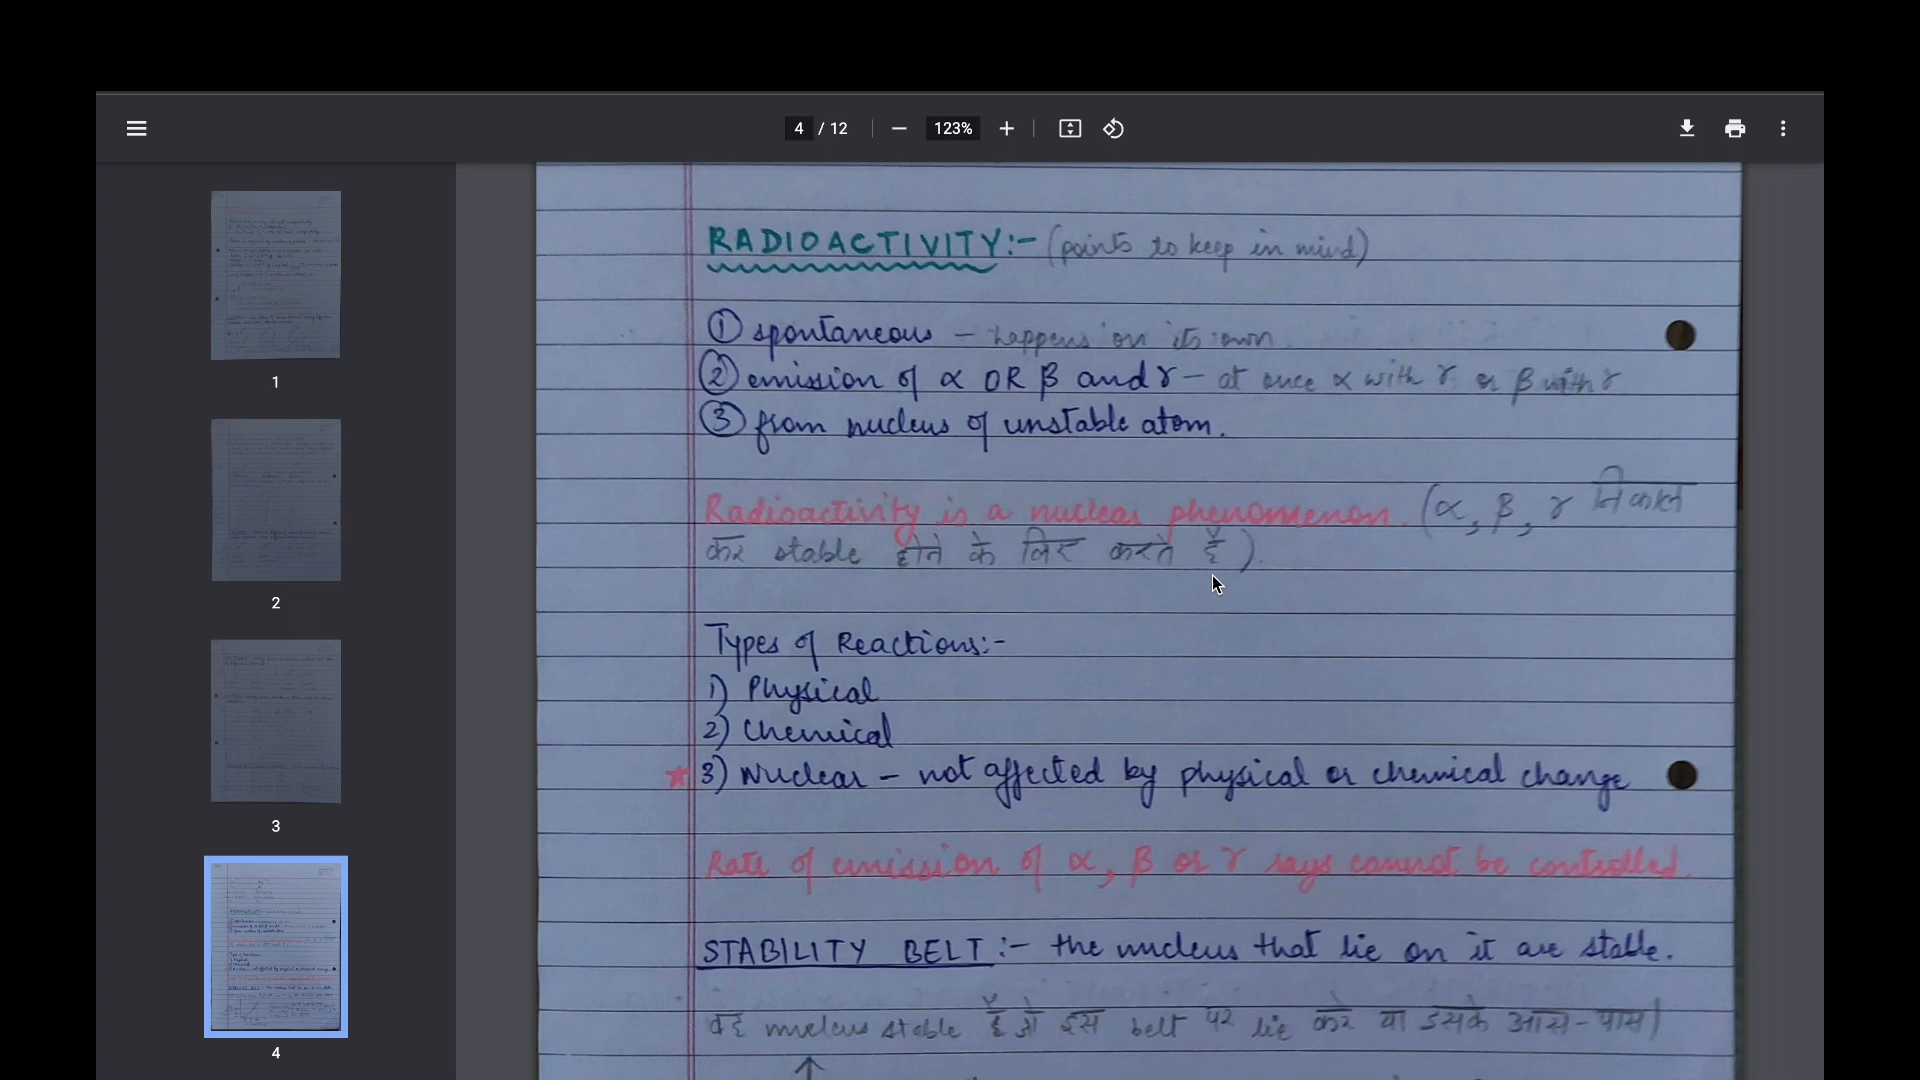 4 / 12
123%
1
2
3
4
RADIOACTIVITY:- (points to keep in mind)
① spontaneous - happens on its own
② emission of α OR β and γ - at once α with γ or β with γ
③ from nucleus of unstable atom.
Radioactivity is a nuclear phenomenon. (α, β, γ निकाल
कर stable होने के लिए करते हैं).
Types of Reactions:-
1) Physical
2) Chemical
3) Nuclear - not affected by physical or chemical change
Rate of emission of α, β or γ rays cannot be controlled.
STABILITY BELT :- the nucleus that lie on it are stable.
वह nucleus stable हैं जो इस belt पर lie करें या उसके आस-पास।